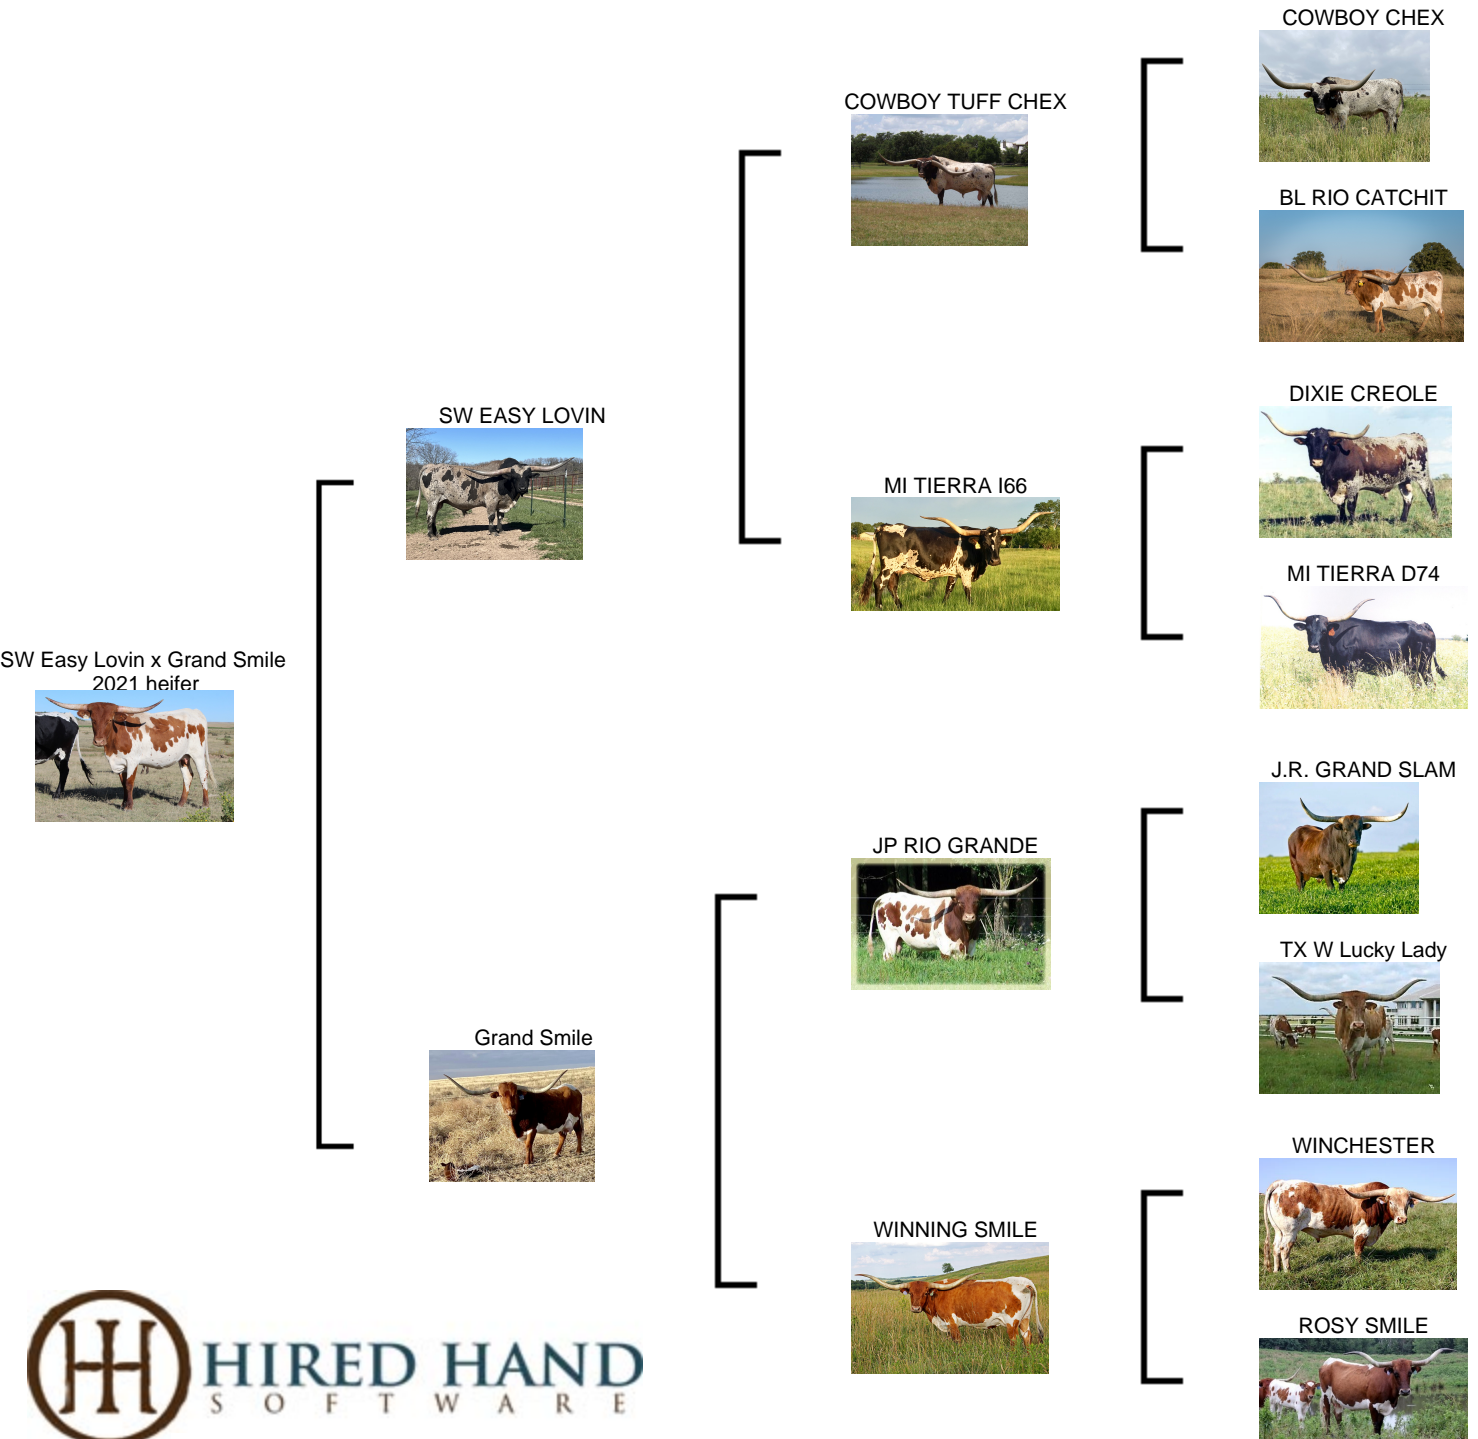 COWBOY CHEX
COWBOY TUFF CHEX
BL RIO CATCHIT
DIXIE CREOLE
SW EASY LOVIN
MI TIERRA I66
MI TIERRA D74
SW Easy Lovin x Grand Smile
2021 heifer
J.R. GRAND SLAM
JP RIO GRANDE
TX W Lucky Lady
Grand Smile
WINCHESTER
WINNING SMILE
ROSY SMILE
HIRED HAND
SOFTWARE